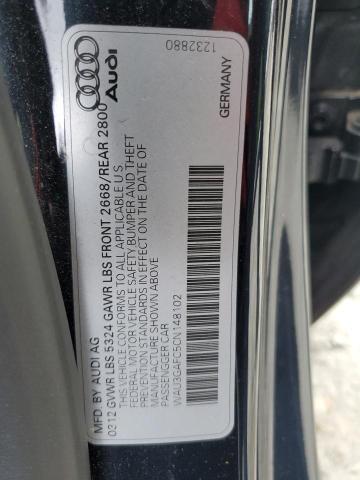 Audi
1232880
GERMANY
MFD BY AUDI AG
0312 GVWR LBS 5324 GAWR LBS FRONT 2668/REAR 2800
THIS VEHICLE CONFORMS TO ALL APPLICABLE U S
FEDERAL MOTOR VEHICLE SAFETY BUMPER AND THEFT
PREVENTION STANDARDS IN EFFECT ON THE DATE OF
MANUFACTURE SHOWN ABOVE
PASSENGER CAR
WAU3GAFC5CN148102